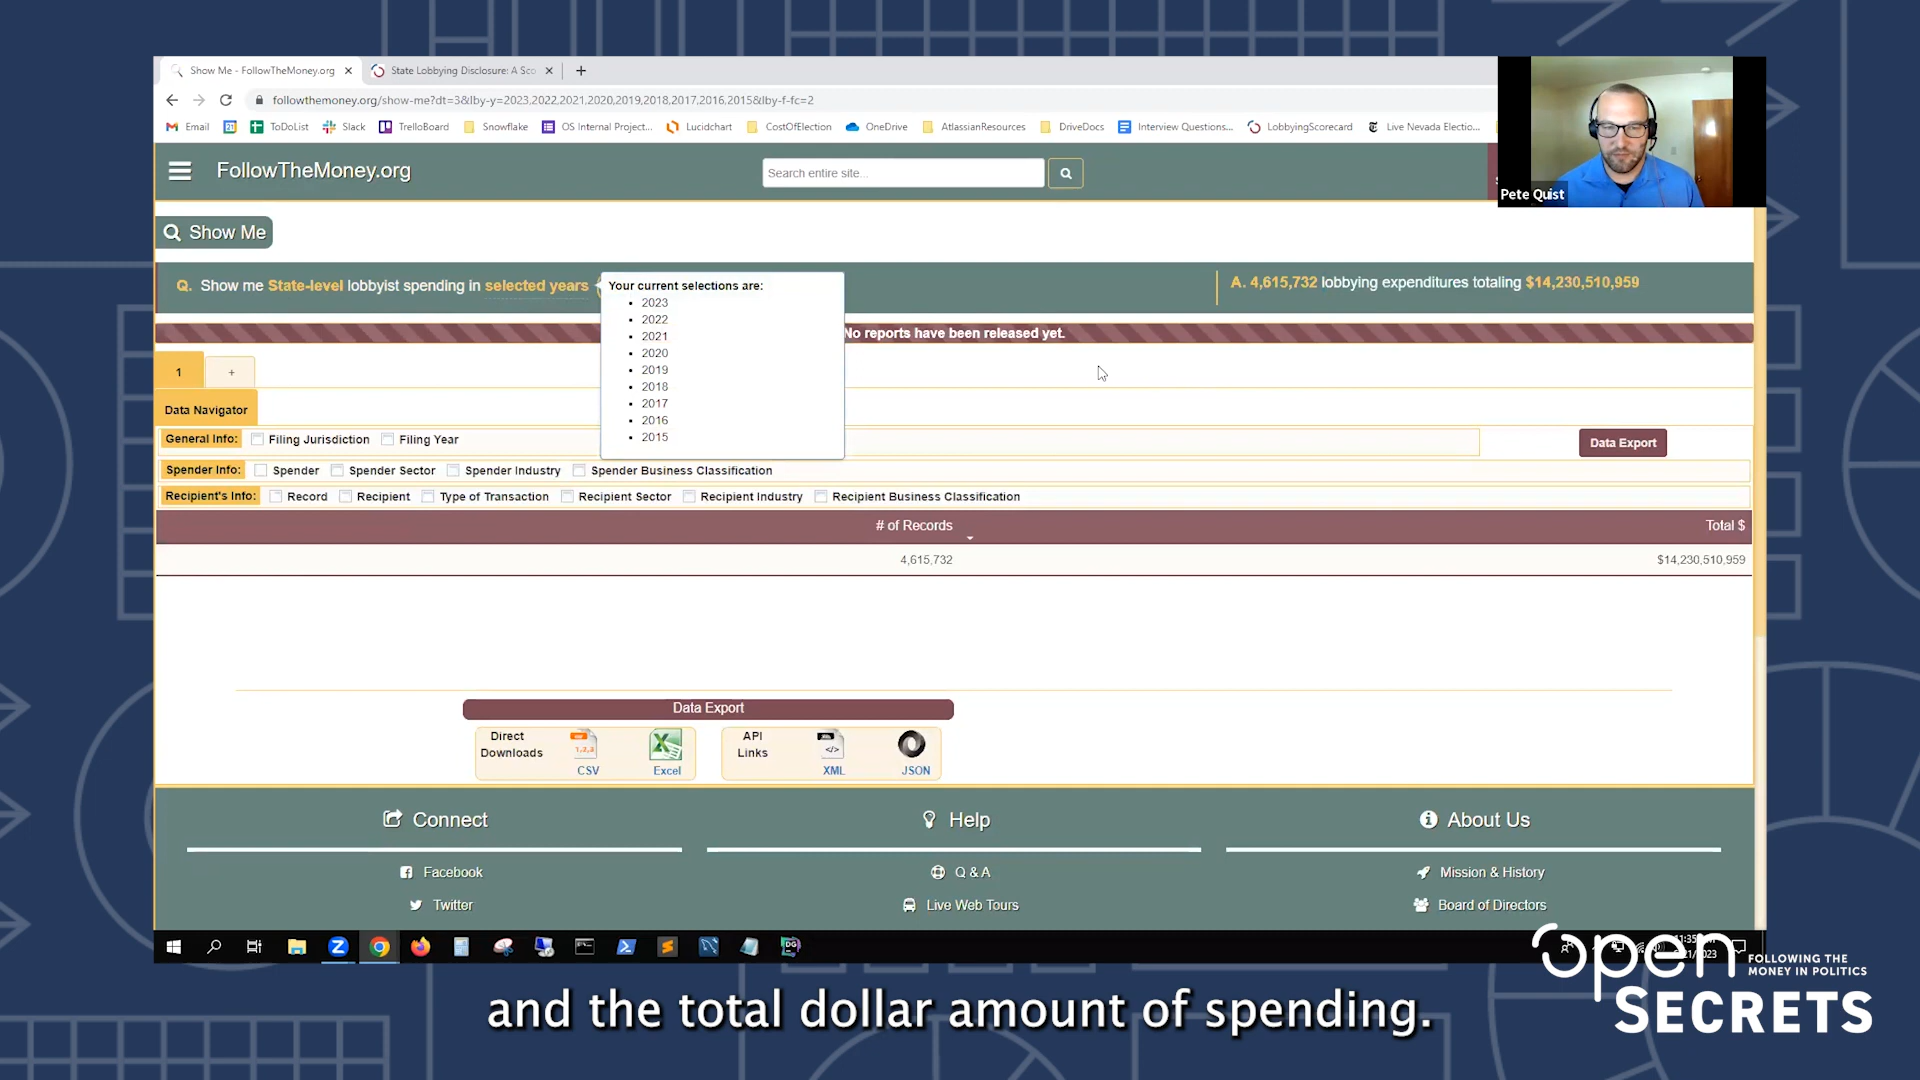 Show Me - FollowTheMoney.org
State Lobbying Disclosure: A Sco
followthemoney.org/show-me?dt=3&lby-y=2023,2022,2021,2020,2019,2018,2017,2016,2015&lby-f-fc=2
Email ToDoList Slack TrelloBoard Snowflake OS Internal Project... Lucidchart CostOfElection OneDrive AtlassianResources DriveDocs Interview Questions... LobbyingScorecard Live Nevada Electio...
FollowTheMoney.org
Search entire site...
Pete Quist
Show Me
Q. Show me State-level lobbyist spending in selected years
A. 4,615,732 lobbying expenditures totaling $14,230,510,959
Your current selections are:
2023
2022
2021
2020
2019
2018
2017
2016
2015
No reports have been released yet.
1 +
Data Navigator
General Info: Filing Jurisdiction Filing Year
Data Export
Spender Info: Spender Spender Sector Spender Industry Spender Business Classification
Recipient's Info: Record Recipient Type of Transaction Recipient Sector Recipient Industry Recipient Business Classification
# of Records Total $
4,615,732 $14,230,510,959
Data Export
Direct Downloads
CSV
Excel
API Links
XML
JSON
Connect
Facebook
Twitter
Help
Q & A
Live Web Tours
About Us
Mission & History
Board of Directors
open SECRETS
FOLLOWING THE
MONEY IN POLITICS
and the total dollar amount of spending.